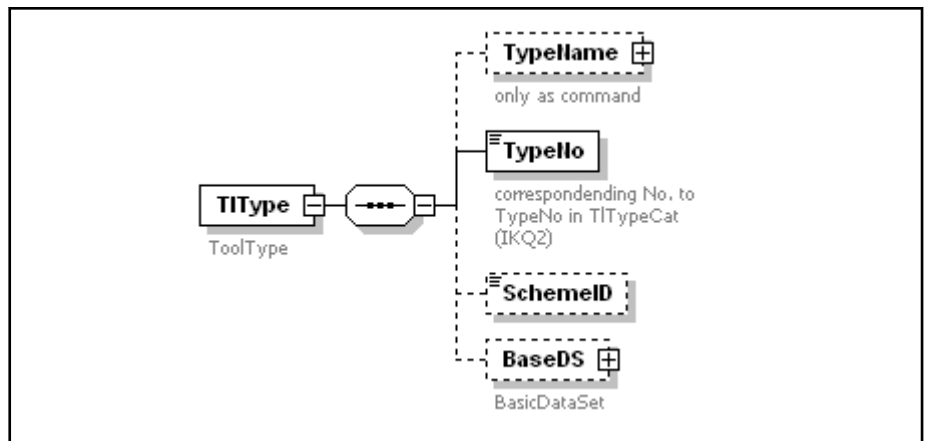 TypeName
only as command
TypeNo
correspondending No. to
TypeNo in TlTypeCat
(IKQ2)
TlType
ToolType
SchemeID
BaseDS
BasicDataSet